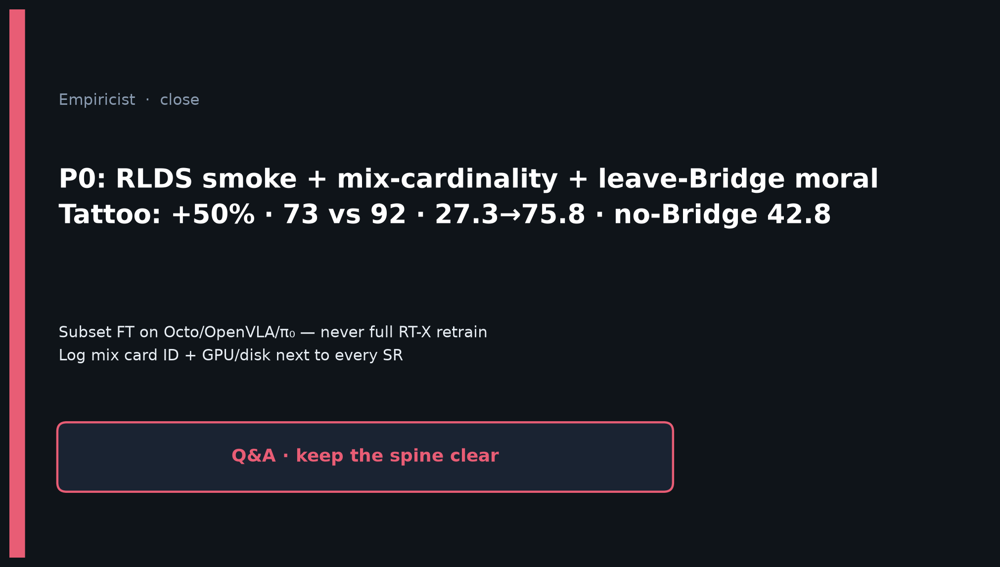 Empiricist · close
P0: RLDS smoke + mix-cardinality + leave-Bridge moral
Tattoo: +50% · 73 vs 92 · 27.3→75.8 · no-Bridge 42.8
Subset FT on Octo/OpenVLA/π₀ — never full RT-X retrain
Log mix card ID + GPU/disk next to every SR
Q&A · keep the spine clear